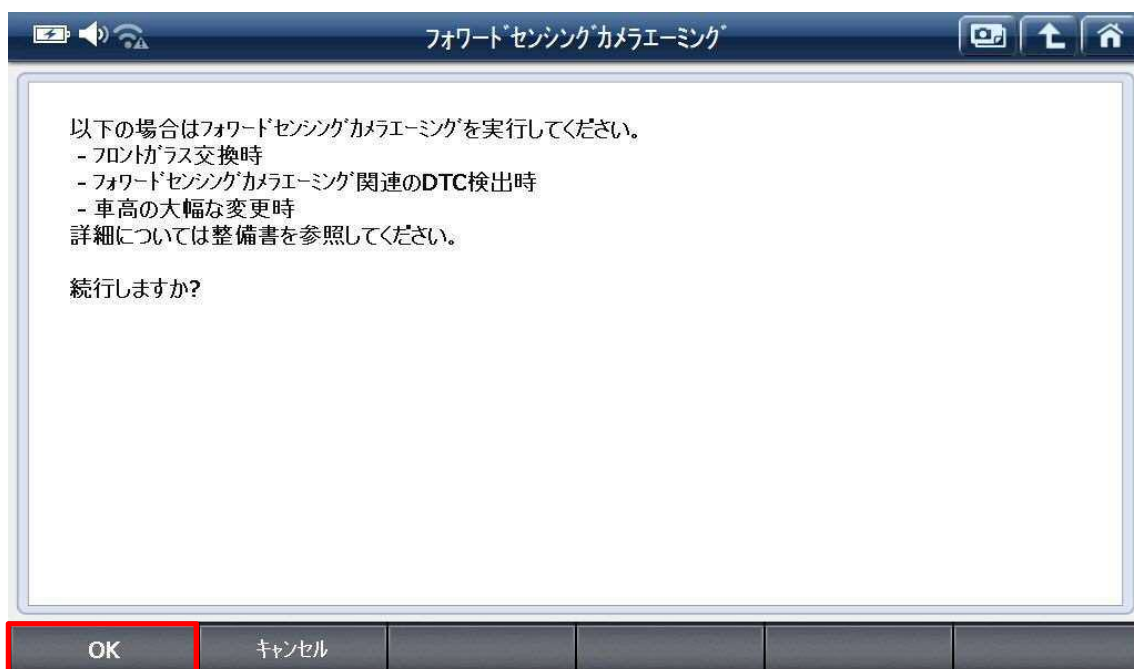 フォワードセンシングカメラエーミング
以下の場合はフォワードセンシングカメラエーミングを実行してください。
- フロントガラス交換時
- フォワードセンシングカメラエーミング関連のDTC検出時
- 車高の大幅な変更時
詳細については整備書を参照してください。
続行しますか?
OK
キャンセル